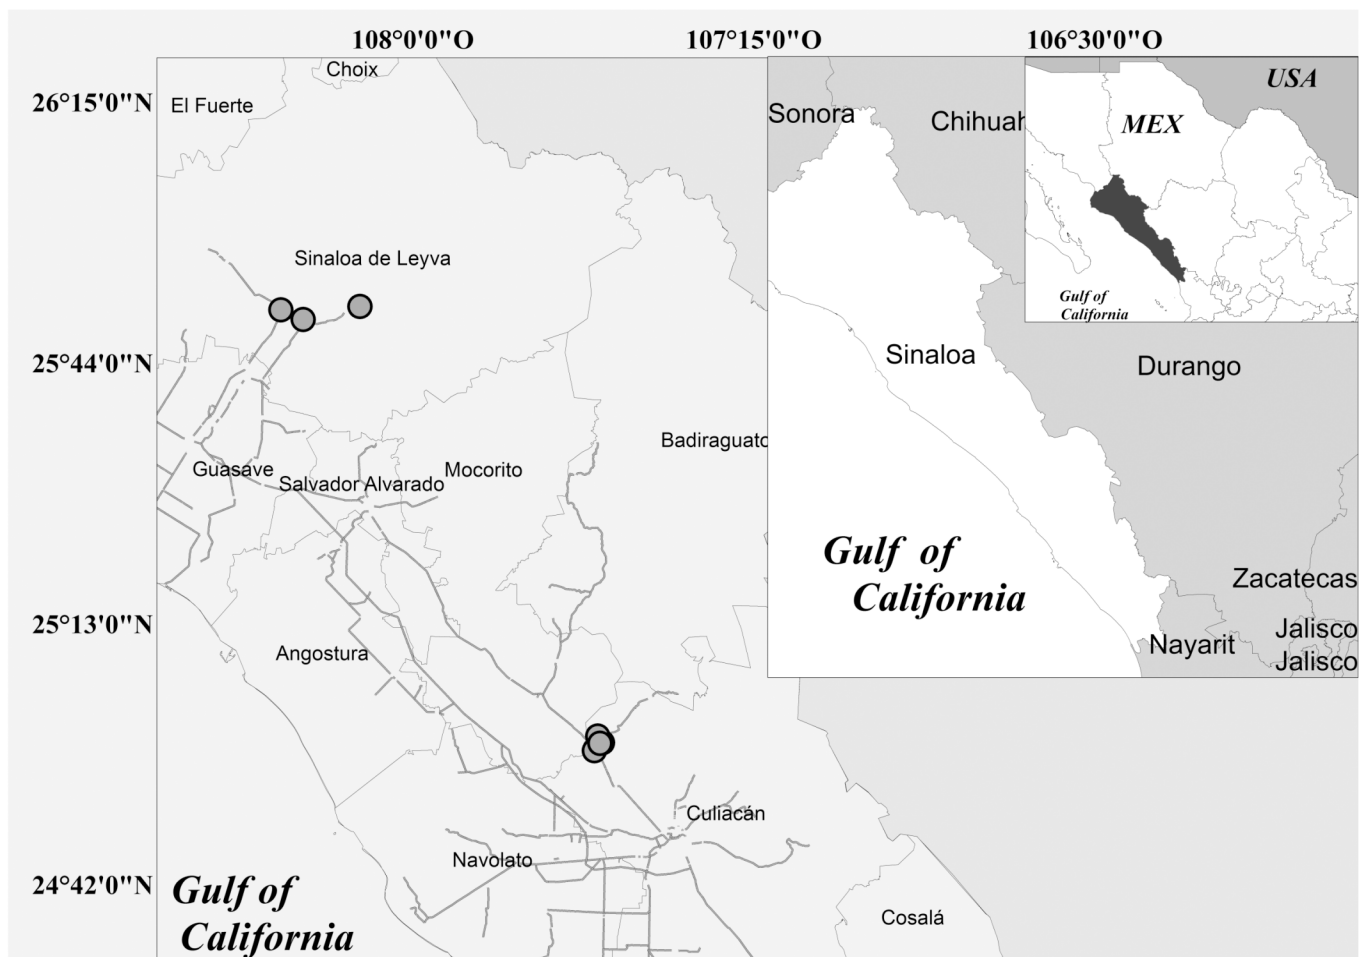 108°0'0"O
107°15'0"O
106°30'0"O
26°15'0"N
25°44'0"N
25°13'0"N
24°42'0"N
Choix
El Fuerte
Sinaloa de Leyva
Badiraguato
Guasave
Salvador Alvarado
Mocorito
Angostura
Culiacán
Navolato
Cosalá
Gulf of
California
Sonora
Chihuah
Sinaloa
Durango
Gulf of
California
Zacatecas
Nayarit
Jalisco
Jalisco
USA
MEX
Gulf of
California